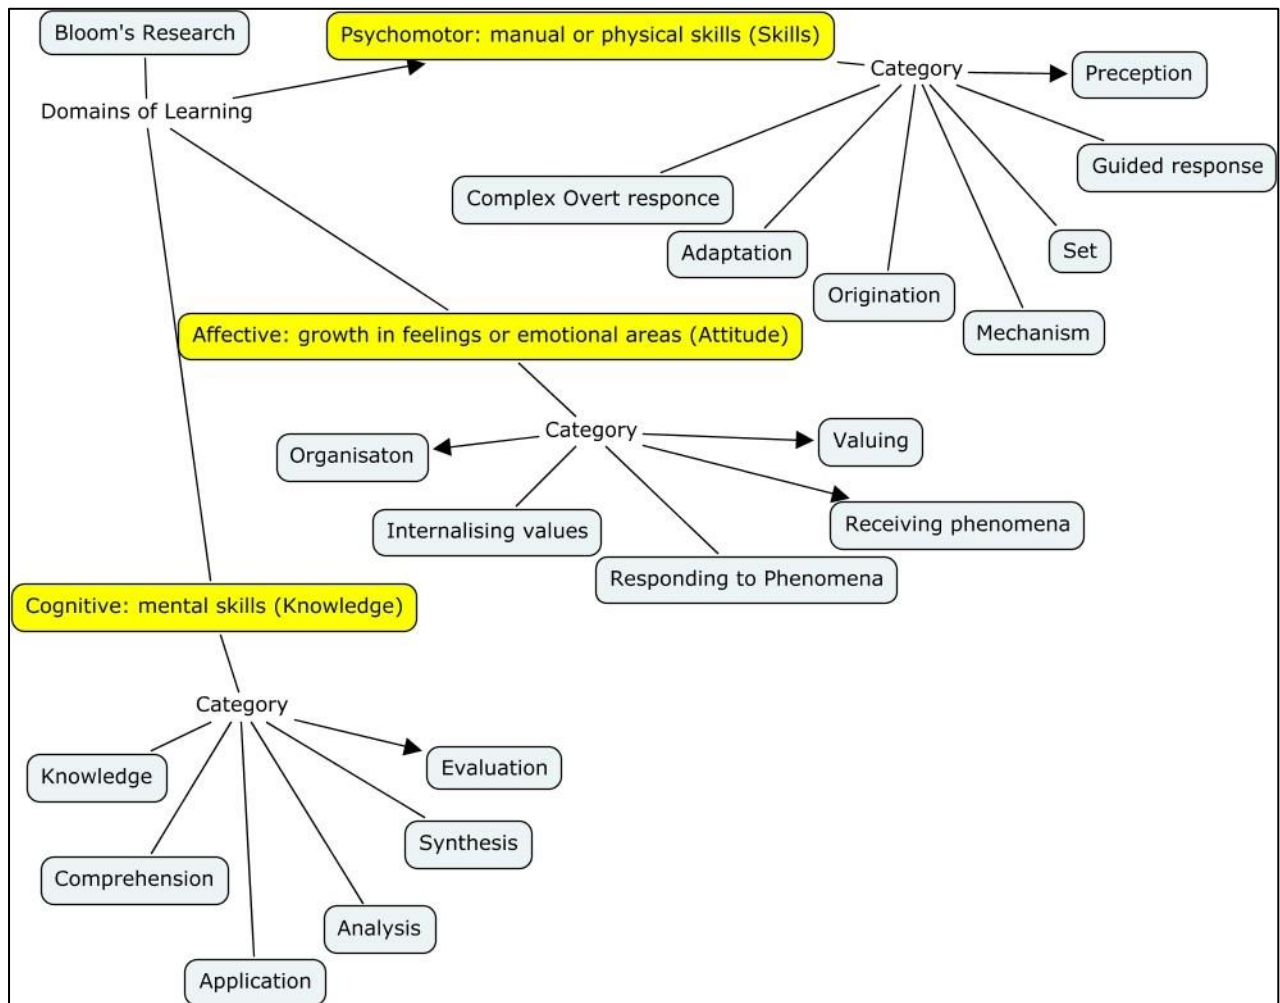 Bloom's Research
Domains of Learning
Psychomotor: manual or physical skills (Skills)
Category
Preception
Guided response
Complex Overt responce
Adaptation
Set
Origination
Mechanism
Affective: growth in feelings or emotional areas (Attitude)
Category
Organisaton
Valuing
Internalising values
Receiving phenomena
Responding to Phenomena
Cognitive: mental skills (Knowledge)
Category
Knowledge
Evaluation
Comprehension
Synthesis
Analysis
Application